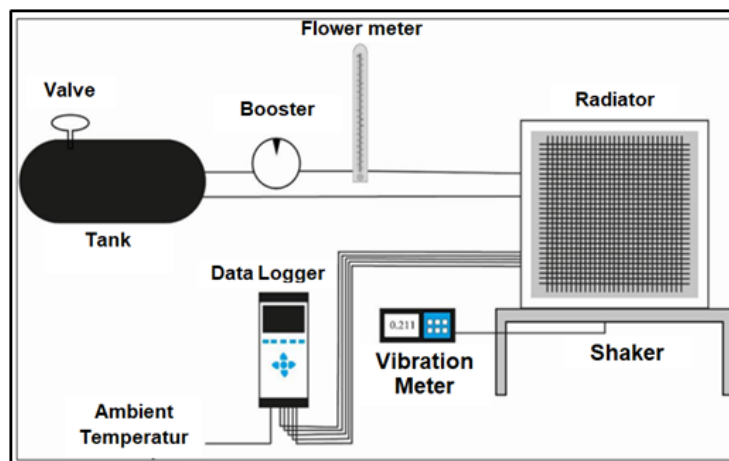 Flower meter
Valve
Booster
Radiator
Tank
Data Logger
0.211
Vibration
Meter
Shaker
Ambient
Temperatur